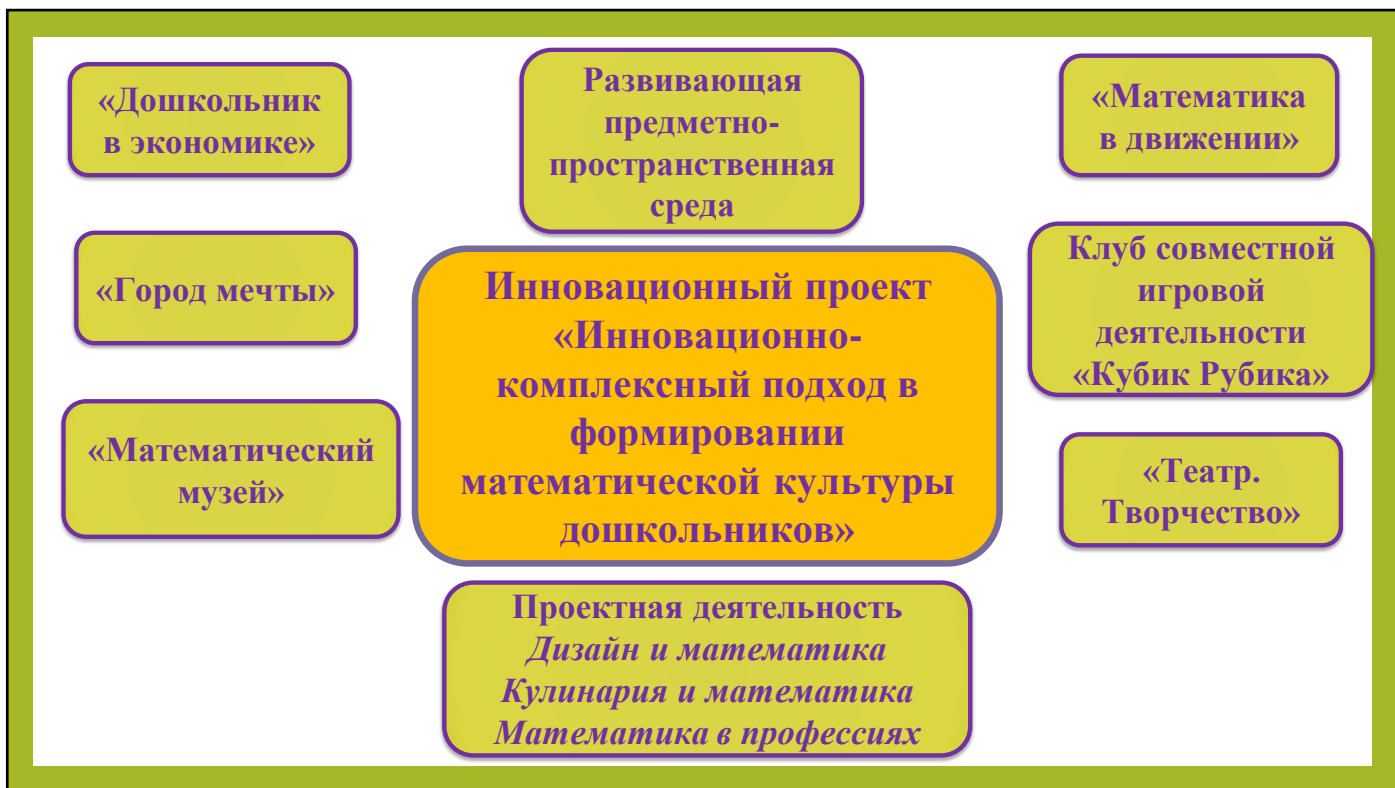 «Дошкольник
в экономике»
Развивающая
предметно-
пространственная
среда
«Математика
в движении»
«Город мечты»
Инновационный проект
«Инновационно-
комплексный подход в
формировании
математической культуры
дошкольников»
Клуб совместной
игровой
деятельности
«Кубик Рубика»
«Математический
музей»
«Театр.
Творчество»
Проектная деятельность
Дизайн и математика
Кулинария и математика
Математика в профессиях